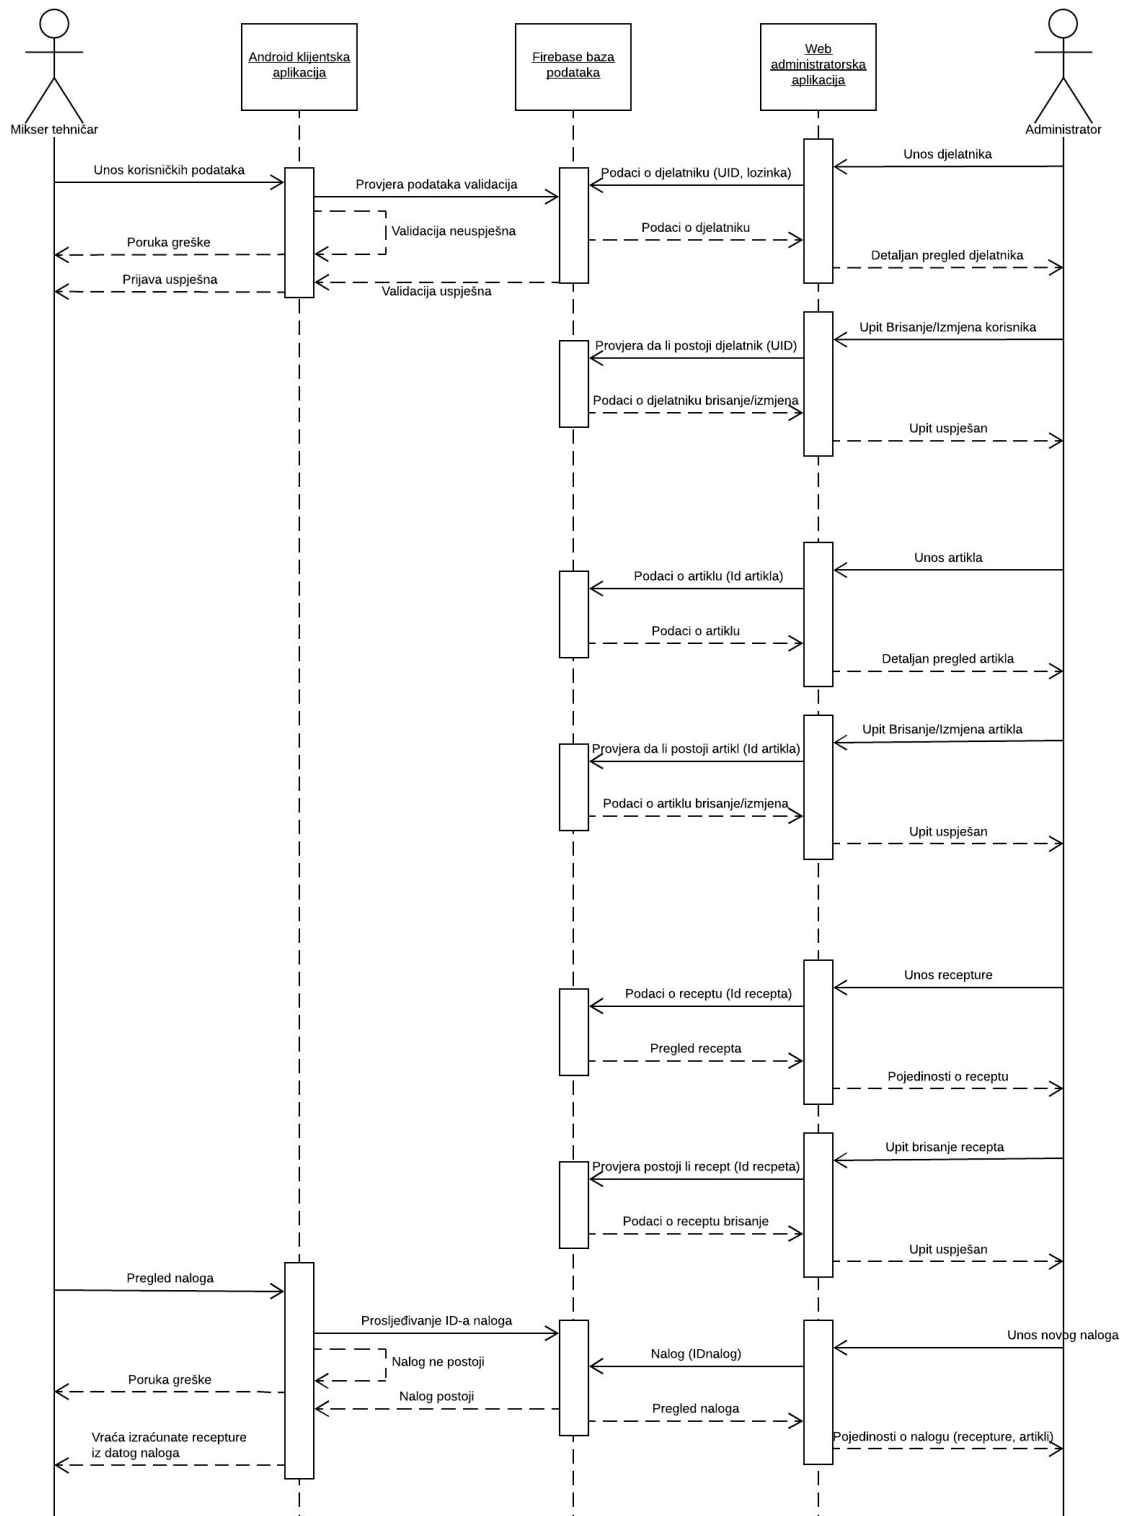 Android klijentska
aplikacija
Firebase baza
podataka
Web
administratorska
aplikacija
Mikser tehničar
Administrator
Unos djelatnika
Unos korisničkih podataka
Provjera podataka validacija
Podaci o djelatniku (UID, lozinka)
Validacija neuspješna
Podaci o djelatniku
Poruka greške
Detaljan pregled djelatnika
Prijava uspješna
Validacija uspješna
Upit Brisanje/Izmjena korisnika
Provjera da li postoji djelatnik (UID)
Podaci o djelatniku brisanje/izmjena
Upit uspješan
Unos artikla
Podaci o artiklu (Id artikla)
Podaci o artiklu
Detaljan pregled artikla
Upit Brisanje/Izmjena artikla
Provjera da li postoji artikl (Id artikla)
Podaci o artiklu brisanje/izmjena
Upit uspješan
Unos recepture
Podaci o receptu (Id recepta)
Pregled recepta
Pojedinosti o receptu
Upit brisanje recepta
Provjera postoji li recept (Id recpeta)
Podaci o receptu brisanje
Upit uspješan
Pregled naloga
Prosljeđivanje ID-a naloga
Unos novog naloga
Nalog (IDnalog)
Nalog ne postoji
Poruka greške
Nalog postoji
Pregled naloga
Vraća izraćunate recepture
iz datog naloga
Pojedinosti o nalogu (recepture, artikli)